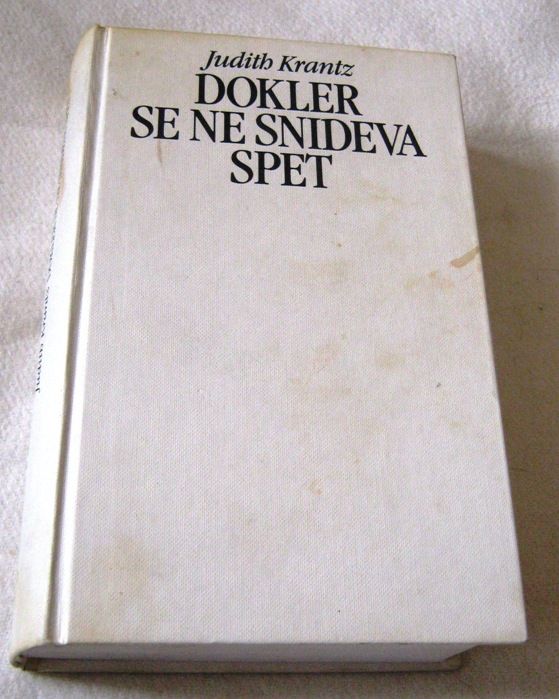 Judith Krantz
DOKLER
SE NE SNIDEVA
SPET